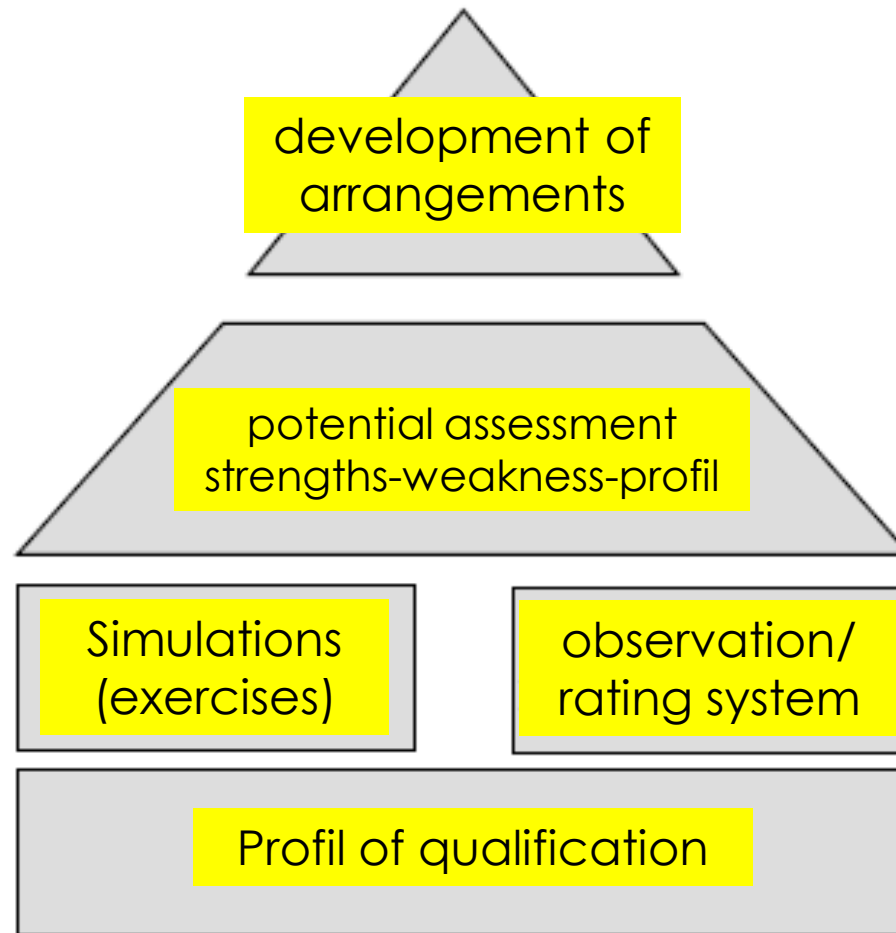 development of
arrangements
potential assessment
strengths-weakness-profil
Simulations
(exercises)
observation/
rating system
Profil of qualification